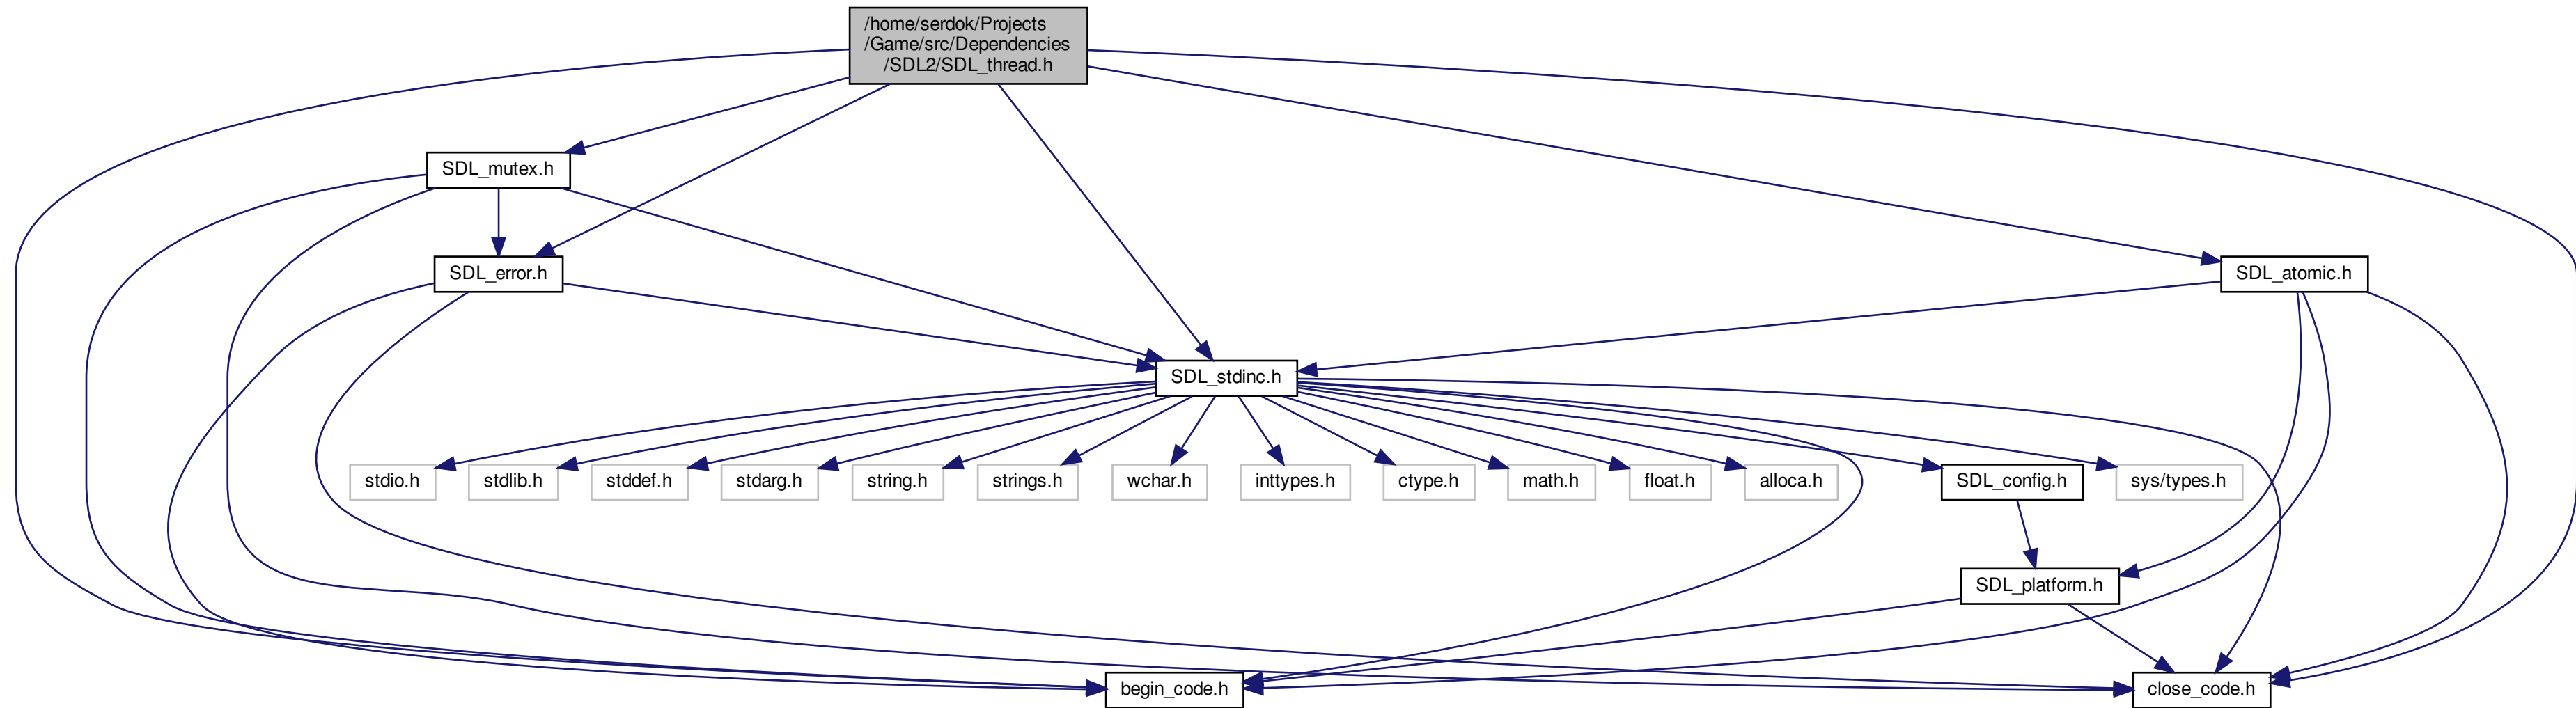 /home/serdok/Projects
/Game/src/Dependencies
/SDL2/SDL_thread.h
SDL_mutex.h
SDL_error.h
SDL_atomic.h
SDL_stdinc.h
stdio.h
stdlib.h
stddef.h
stdarg.h
string.h
strings.h
wchar.h
inttypes.h
ctype.h
math.h
float.h
alloca.h
SDL_config.h
sys/types.h
SDL_platform.h
begin_code.h
close_code.h